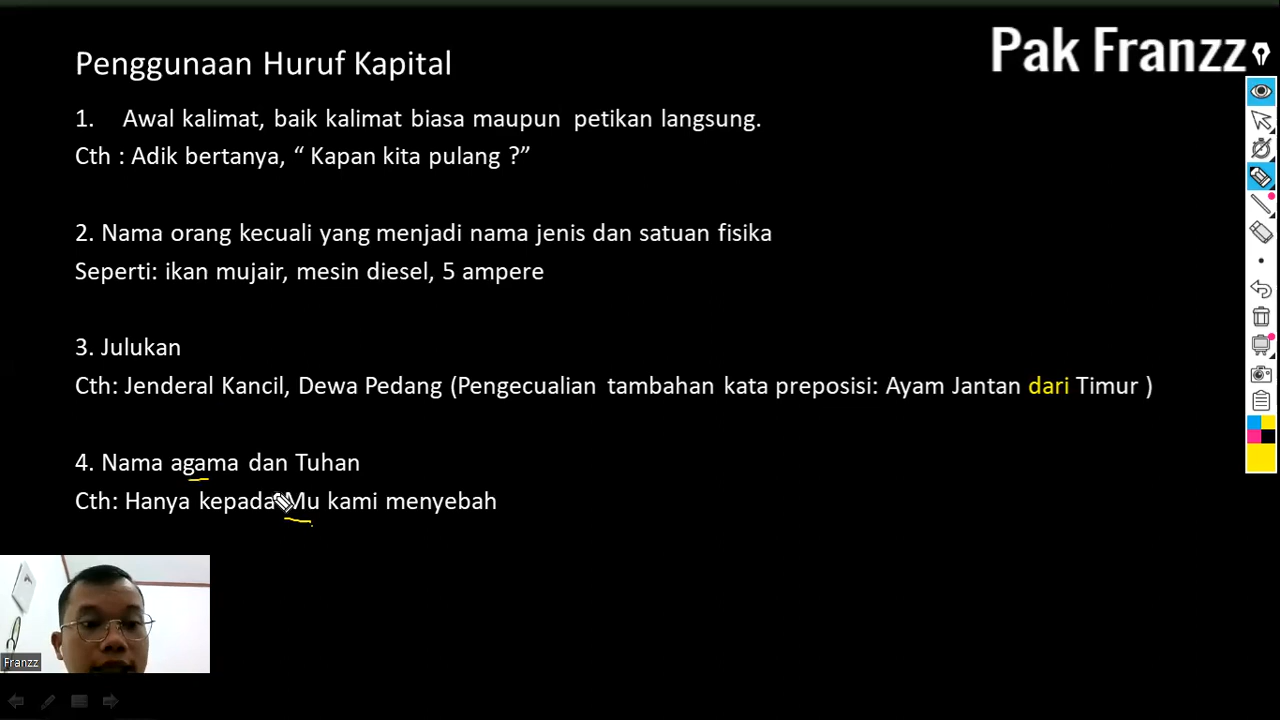 Pak Franzz
Penggunaan Huruf Kapital
1. Awal kalimat, baik kalimat biasa maupun petikan langsung.
Cth : Adik bertanya, “ Kapan kita pulang ?”
2. Nama orang kecuali yang menjadi nama jenis dan satuan fisika
Seperti: ikan mujair, mesin diesel, 5 ampere
3. Julukan
Cth: Jenderal Kancil, Dewa Pedang (Pengecualian tambahan kata preposisi: Ayam Jantan dari Timur )
4. Nama agama dan Tuhan
Cth: Hanya kepada Mu kami menyebah
Franzz